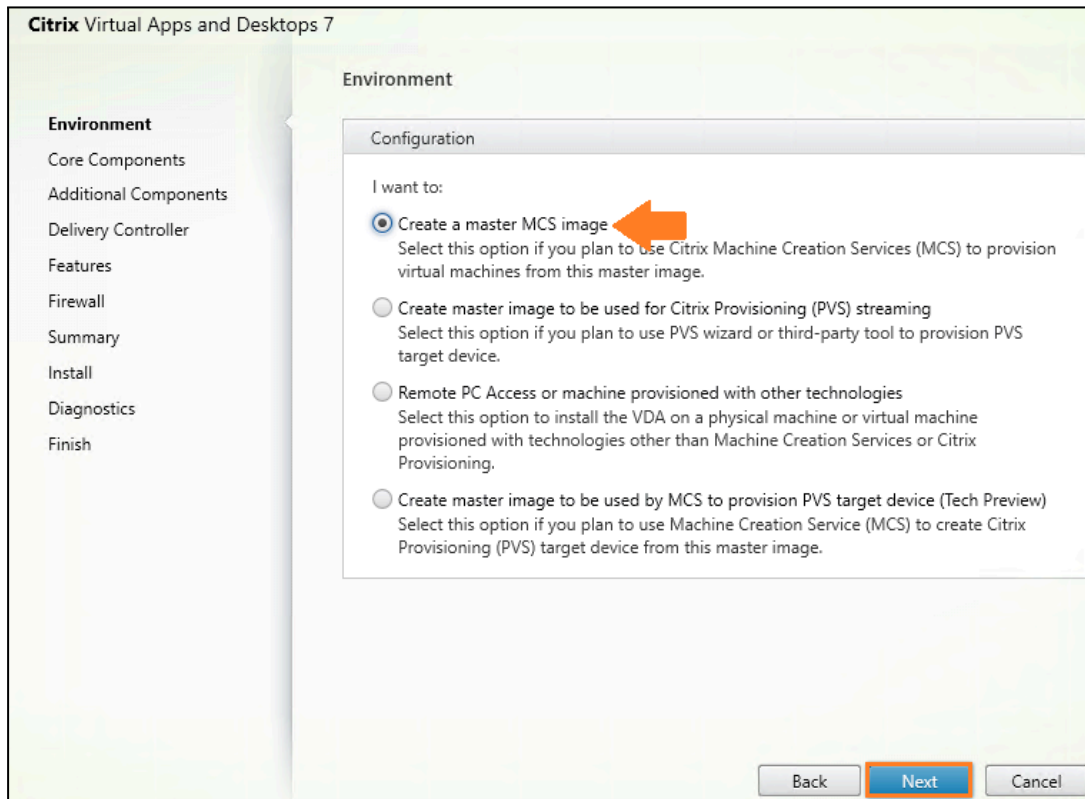 Citrix Virtual Apps and Desktops 7
Environment
Core Components
Additional Components
Delivery Controller
Features
Firewall
Summary
Install
Diagnostics
Finish
Environment
Configuration
I want to:
Create a master MCS image
Select this option if you plan to use Citrix Machine Creation Services (MCS) to provision
virtual machines from this master image.
Create master image to be used for Citrix Provisioning (PVS) streaming
Select this option if you plan to use PVS wizard or third-party tool to provision PVS
target device.
Remote PC Access or machine provisioned with other technologies
Select this option to install the VDA on a physical machine or virtual machine
provisioned with technologies other than Machine Creation Services or Citrix
Provisioning.
Create master image to be used by MCS to provision PVS target device (Tech Preview)
Select this option if you plan to use Machine Creation Service (MCS) to create Citrix
Provisioning (PVS) target device from this master image.
Back
Next
Cancel